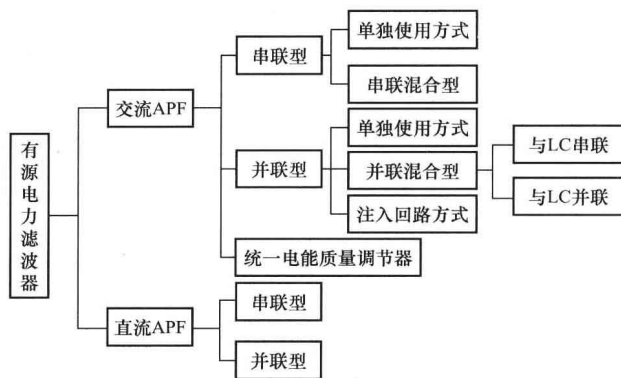 有源电力滤波器
交流APF
串联型
单独使用方式
串联混合型
并联型
单独使用方式
并联混合型
与LC串联
与LC并联
注入回路方式
统一电能质量调节器
直流APF
串联型
并联型